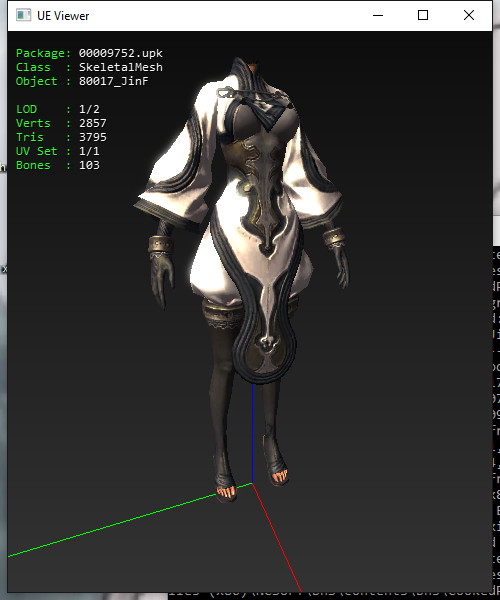 UE Viewer
Package: 00009752.upk
Class : SkeletalMesh
Object : 80017_JinF
LOD : 1/2
Verts : 2857
Tris : 3795
UV Set : 1/1
Bones : 103